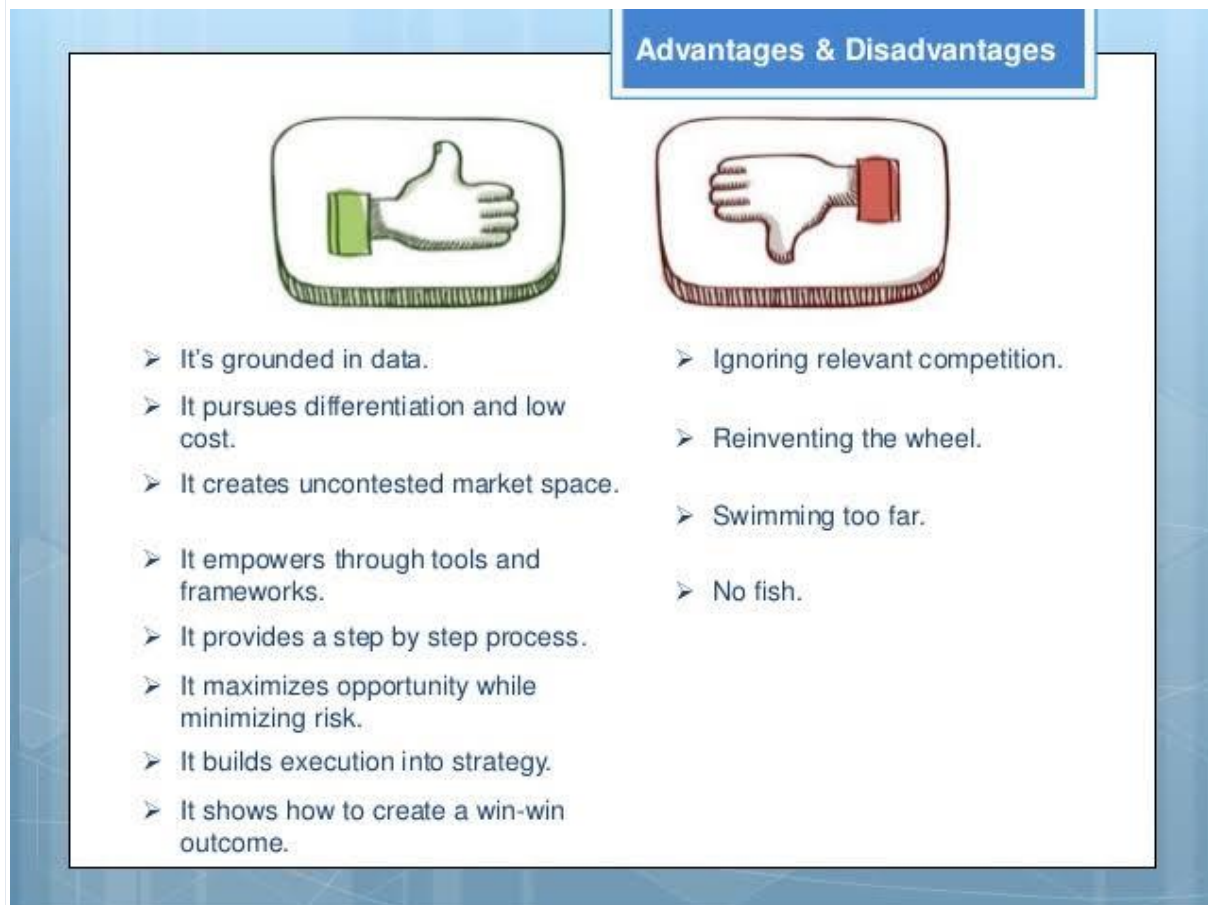 Advantages & Disadvantages
➢ It's grounded in data.
➢ It pursues differentiation and low
cost.
➢ It creates uncontested market space.
➢ It empowers through tools and
frameworks.
➢ It provides a step by step process.
➢ It maximizes opportunity while
minimizing risk.
➢ It builds execution into strategy.
➢ It shows how to create a win-win
outcome.
➢ Ignoring relevant competition.
➢ Reinventing the wheel.
➢ Swimming too far.
➢ No fish.